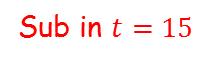 Sub in t = 15